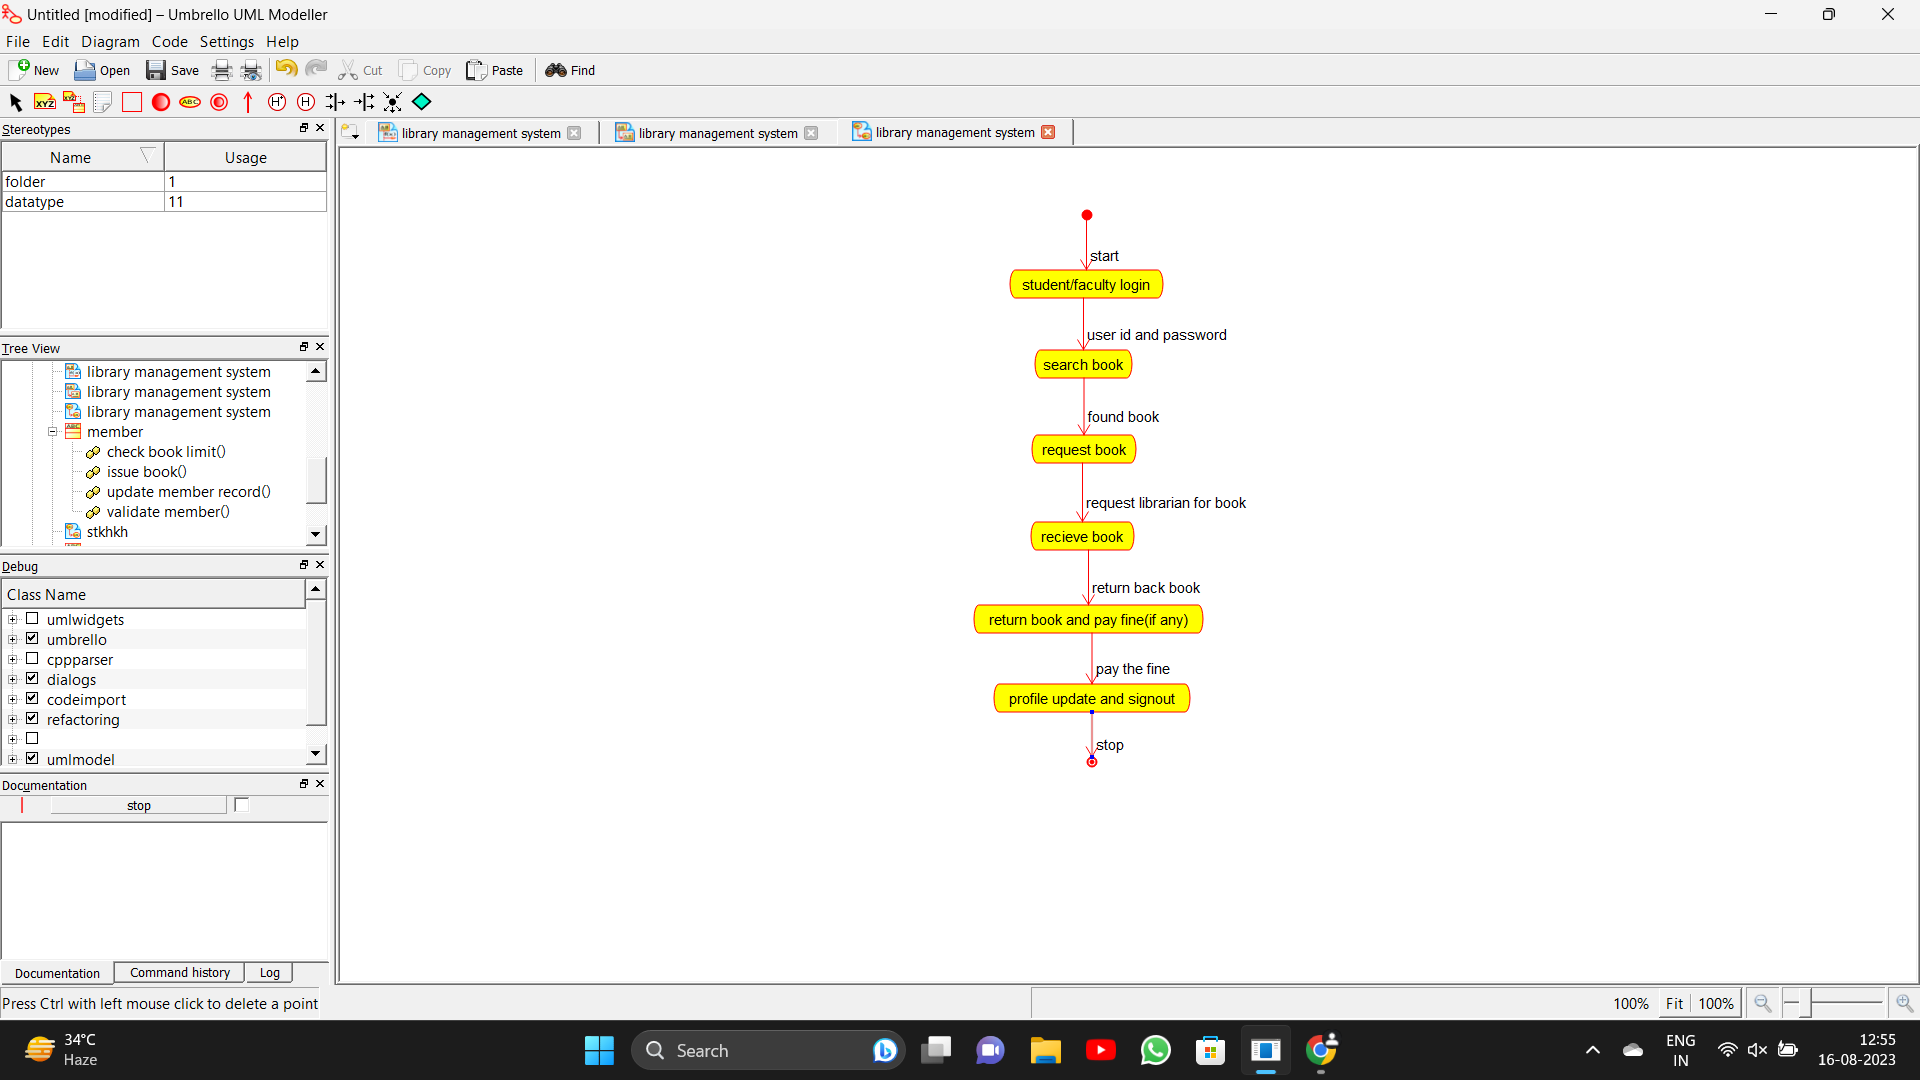 Untitled [modified] – Umbrello UML Modeller
File Edit Diagram Code Settings Help
New Open Save Cut Copy Paste Find
XYZ XYZ ABC H* H
Stereotypes
Name Usage
folder 1
datatype 11
Tree View
library management system
library management system
library management system
member
check book limit()
issue book()
update member record()
validate member()
stkhkh
Debug
Class Name
umlwidgets
umbrello
cppparser
dialogs
codeimport
refactoring
umlmodel
Documentation
stop
Documentation Command history Log
Press Ctrl with left mouse click to delete a point
library management system library management system library management system
start
student/faculty login
user id and password
search book
found book
request book
request librarian for book
recieve book
return back book
return book and pay fine(if any)
pay the fine
profile update and signout
stop
100% Fit 100%
34°C
Haze
Search
ENG
IN
12:55
16-08-2023